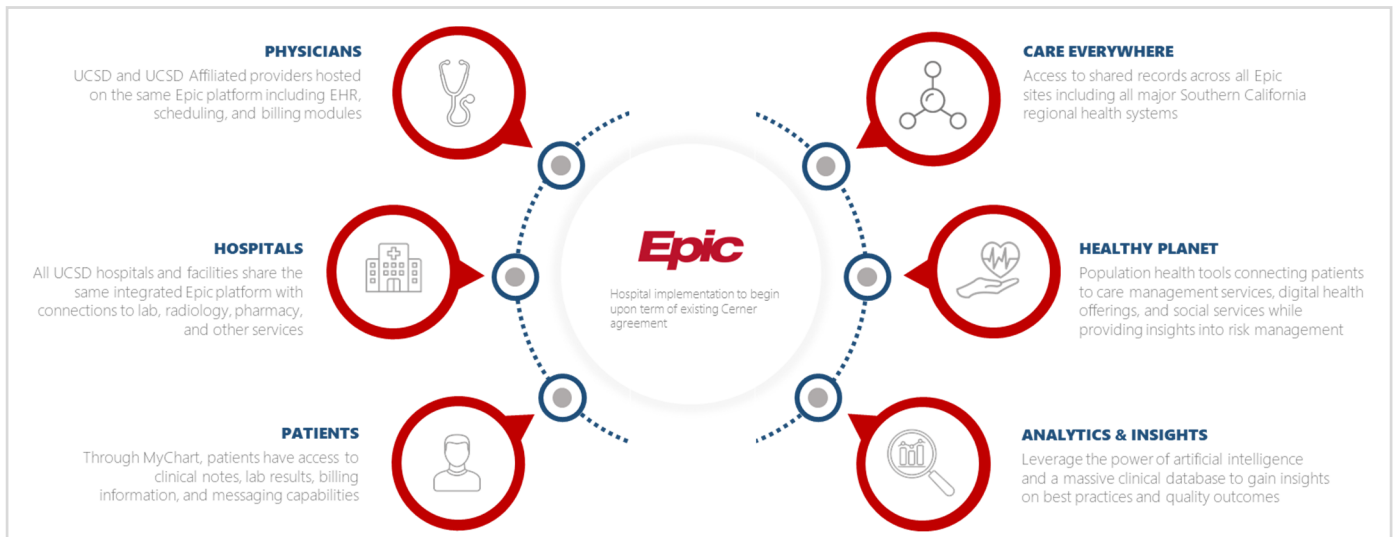 PHYSICIANS
UCSD and UCSD Affiliated providers hosted
on the same Epic platform including EHR,
scheduling, and billing modules
HOSPITALS
All UCSD hospitals and facilities share the
same integrated Epic platform with
connections to lab, radiology, pharmacy,
and other services
PATIENTS
Through MyChart, patients have access to
clinical notes, lab results, billing
information, and messaging capabilities
Epic
Hospital implementation to begin
upon term of existing Cerner
agreement
CARE EVERYWHERE
Access to shared records across all Epic
sites including all major Southern California
regional health systems
HEALTHY PLANET
Population health tools connecting patients
to care management services, digital health
offerings, and social services while
providing insights into risk management
ANALYTICS & INSIGHTS
Leverage the power of artificial intelligence
and a massive clinical database to gain insights
on best practices and quality outcomes